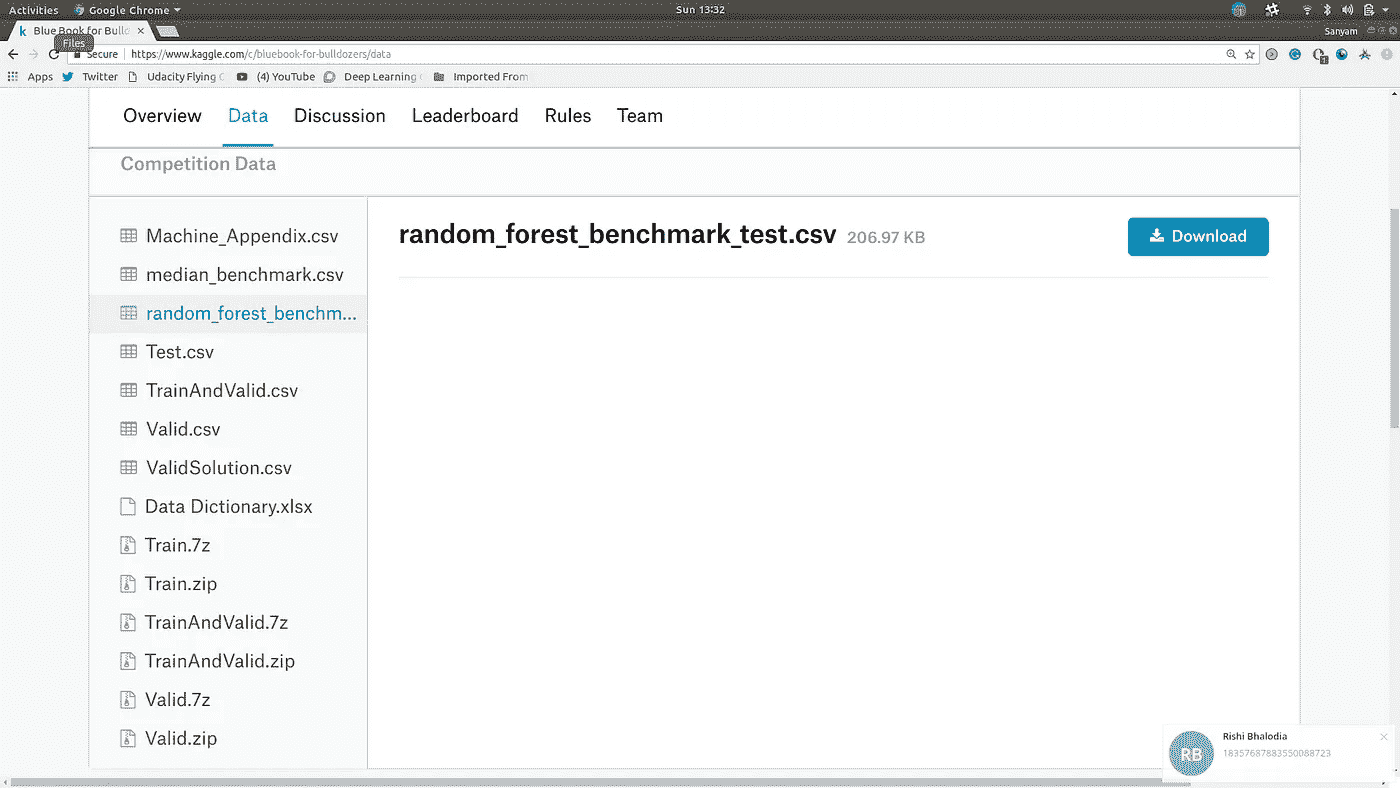 Activities Google Chrome Sun 13:32
Blue Book for Bulld Sanyam
Files
Secure https://www.kaggle.com/c/bluebook-for-bulldozers/data
Apps Twitter Udacity Flying (4) YouTube Deep Learning Imported From
Overview Data Discussion Leaderboard Rules Team
Competition Data
Machine_Appendix.csv
median_benchmark.csv
random_forest_benchm...
Test.csv
TrainAndValid.csv
Valid.csv
ValidSolution.csv
Data Dictionary.xlsx
Train.7z
Train.zip
TrainAndValid.7z
TrainAndValid.zip
Valid.7z
Valid.zip
random_forest_benchmark_test.csv 206.97 KB
Download
RB
Rishi Bhalodia
18357687883550088723